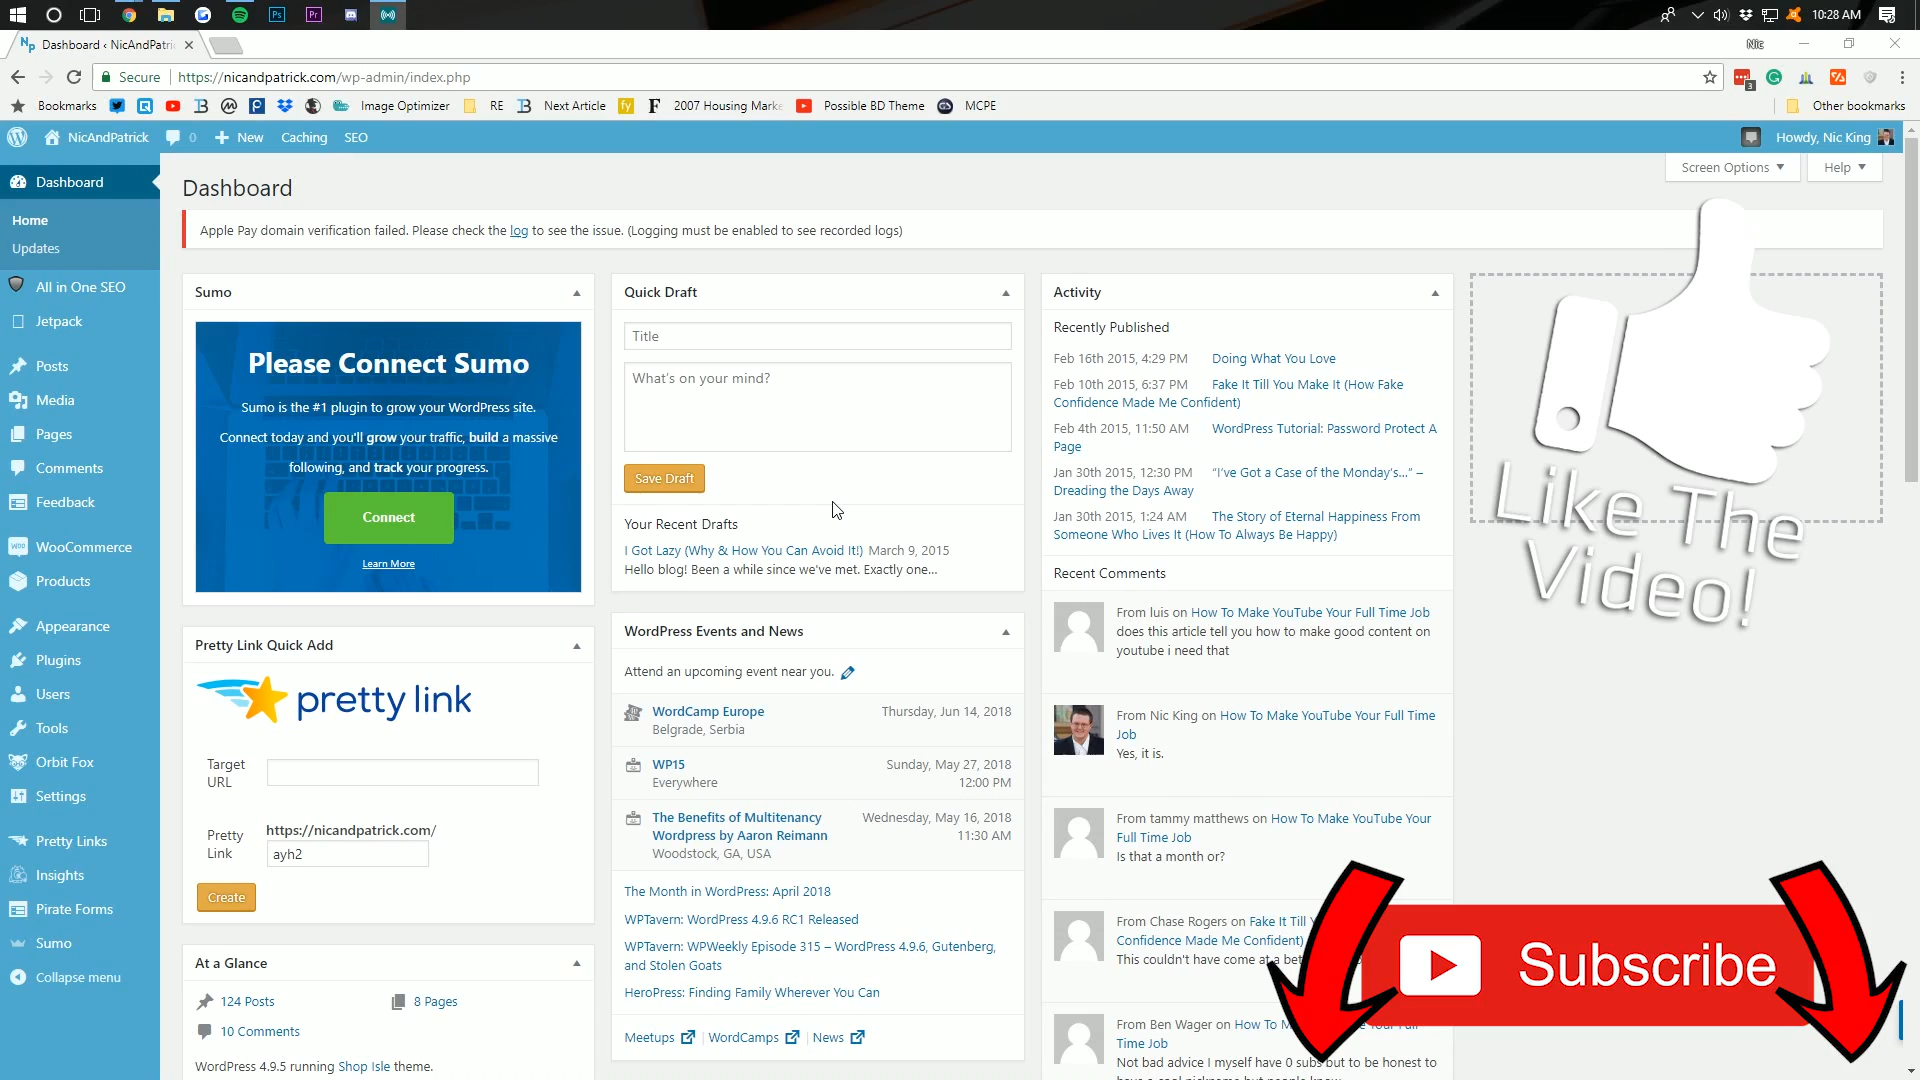 10:28 AM
Dashboard ‹ NicAndPatri
Nic
Secure
https://nicandpatrick.com/wp-admin/index.php
3
Bookmarks
Image Optimizer
RE
Next Article
fy
2007 Housing Marke
Possible BD Theme
MCPE
Other bookmarks
NicAndPatrick
0
New
Caching
SEO
Howdy, Nic King
Dashboard
Home
Updates
All in One SEO
Jetpack
Posts
Media
Pages
Comments
Feedback
WooCommerce
Products
Appearance
Plugins
Users
Tools
Orbit Fox
Settings
Pretty Links
Insights
Pirate Forms
Sumo
Collapse menu
Dashboard
Screen Options
Help
Apple Pay domain verification failed. Please check the log to see the issue. (Logging must be enabled to see recorded logs)
Sumo
Please Connect Sumo
Sumo is the #1 plugin to grow your WordPress site.
Connect today and you'll grow your traffic, build a massive
following, and track your progress.
Connect
Learn More
Pretty Link Quick Add
pretty link
Target
URL
Pretty
Link
https://nicandpatrick.com/
ayh2
Create
At a Glance
124 Posts
8 Pages
10 Comments
WordPress 4.9.5 running Shop Isle theme.
Quick Draft
Title
What's on your mind?
Save Draft
Your Recent Drafts
I Got Lazy (Why & How You Can Avoid It!) March 9, 2015
Hello blog! Been a while since we've met. Exactly one...
WordPress Events and News
Attend an upcoming event near you.
WordCamp Europe
Thursday, Jun 14, 2018
Belgrade, Serbia
WP15
Sunday, May 27, 2018
Everywhere
12:00 PM
The Benefits of Multitenancy
Wednesday, May 16, 2018
Wordpress by Aaron Reimann
11:30 AM
Woodstock, GA, USA
The Month in WordPress: April 2018
WPTavern: WordPress 4.9.6 RC1 Released
WPTavern: WPWeekly Episode 315 – WordPress 4.9.6, Gutenberg,
and Stolen Goats
HeroPress: Finding Family Wherever You Can
Meetups | WordCamps | News
Activity
Recently Published
Feb 16th 2015, 4:29 PM Doing What You Love
Feb 10th 2015, 6:37 PM Fake It Till You Make It (How Fake
Confidence Made Me Confident)
Feb 4th 2015, 11:50 AM WordPress Tutorial: Password Protect A
Page
Jan 30th 2015, 12:30 PM "I've Got a Case of the Monday's..." –
Dreading the Days Away
Jan 30th 2015, 1:24 AM The Story of Eternal Happiness From
Someone Who Lives It (How To Always Be Happy)
Recent Comments
From luis on How To Make YouTube Your Full Time Job
does this article tell you how to make good content on
youtube i need that
From Nic King on How To Make YouTube Your Full Time
Job
Yes, it is.
From tammy matthews on How To Make YouTube Your
Full Time Job
Is that a month or?
From Chase Rogers on Fake It Till
Confidence Made Me Confident)
This couldn't have come at a
From Ben Wager on How To
Time Job
Not bad advice I myself have 0 subs but to be honest to
Like The
Video!
Subscribe